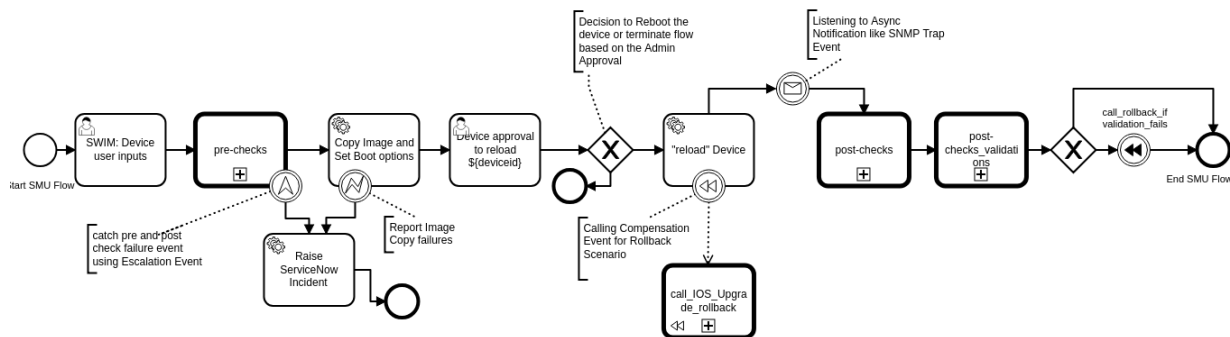 Decision to Reboot the
device or terminate flow
based on the Admin
Approval
Listening to Async
Notification like SNMP Trap
Event
SWIM: Device
user inputs
pre-checks
Copy Image and
Set Boot options
Device approval
to reload
${deviceid}
X
"reload" Device
post-checks
post-
checks_validati
ons
X
call_rollback_if
validation_fails
Start SMU Flow
End SMU Flow
catch pre and post
check failure event
using Escalation Event
Report Image
Copy failures
Raise
ServiceNow
Incident
Calling Compensation
Event for Rollback
Scenario
call_IOS_Upgra
de_rollback